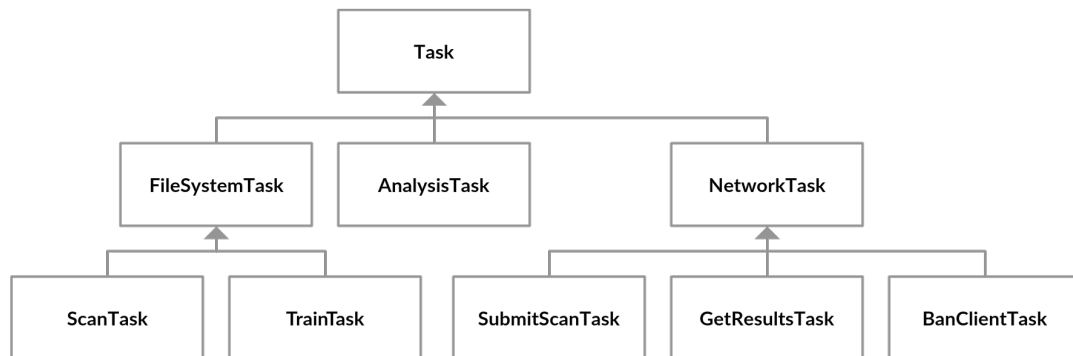 Task
FileSystemTask
AnalysisTask
NetworkTask
ScanTask
TrainTask
SubmitScanTask
GetResultsTask
BanClientTask